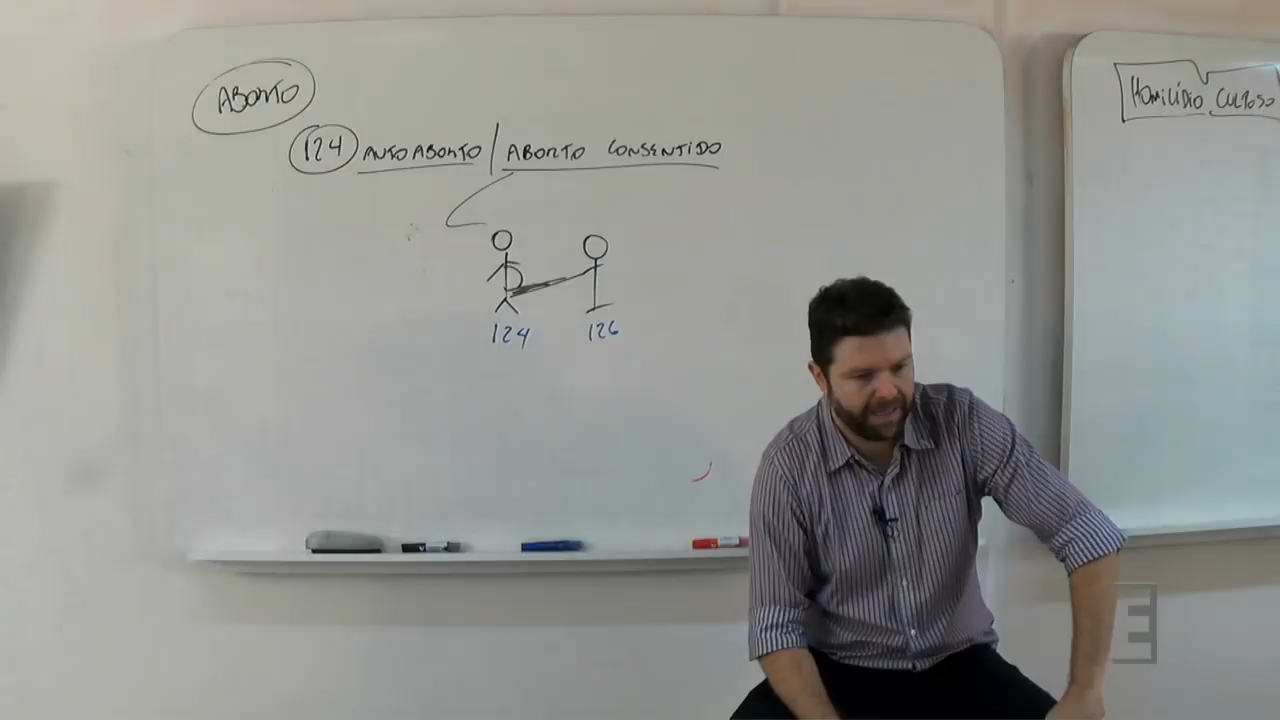 ABORTO
124 AUTOABORTO / ABORTO CONSENTIDO
124 126
HOMICÍDIO CULPOSO
E